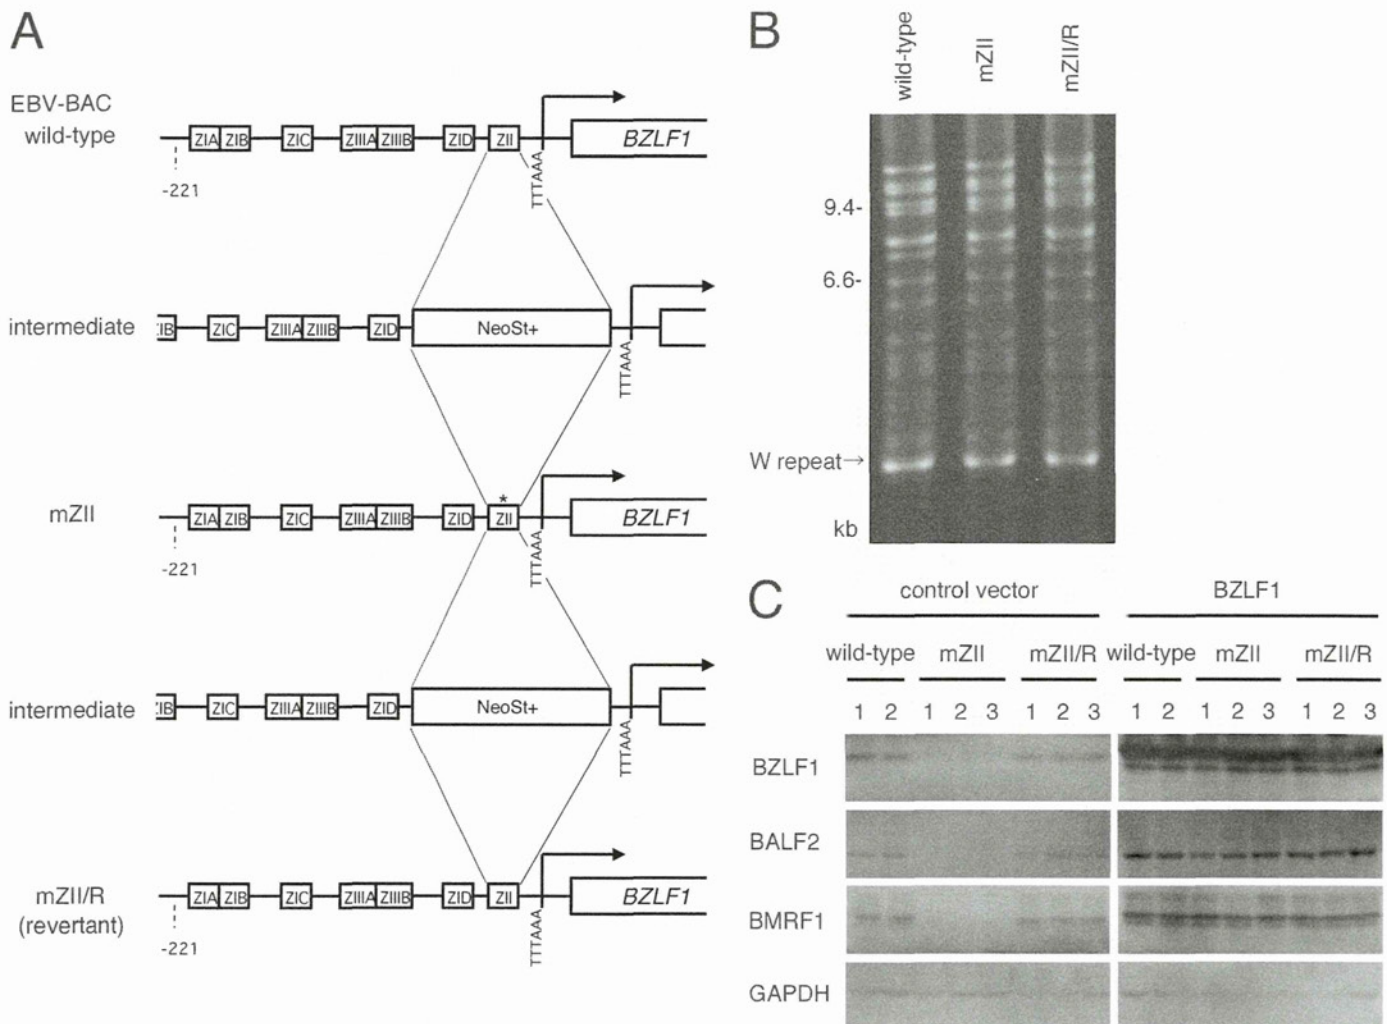 A
EBV-BAC
wild-type
ZIA ZIB ZIC ZIIIA ZIIIB ZID ZII BZLF1
-221
TTTAAA
intermediate
ZIB ZIC ZIIIA ZIIIB ZID NeoSt+
TTTAAA
mZII
*
ZIA ZIB ZIC ZIIIA ZIIIB ZID ZII BZLF1
-221
TTTAAA
intermediate
ZIB ZIC ZIIIA ZIIIB ZID NeoSt+
TTTAAA
mZII/R
(revertant)
ZIA ZIB ZIC ZIIIA ZIIIB ZID ZII BZLF1
-221
TTTAAA
B
wild-type mZII mZII/R
9.4-
6.6-
W repeat→
kb
C
control vector BZLF1
wild-type mZII mZII/R wild-type mZII mZII/R
1 2 1 2 3 1 2 3 1 2 1 2 3 1 2 3
BZLF1
BALF2
BMRF1
GAPDH